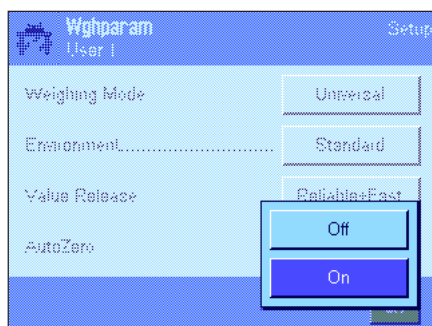 Wghparam
User 1
Setup
Weighing Mode
Universal
Environment..........................
Standard
Value Release
Reliable+Fast
AutoZero
Off
On